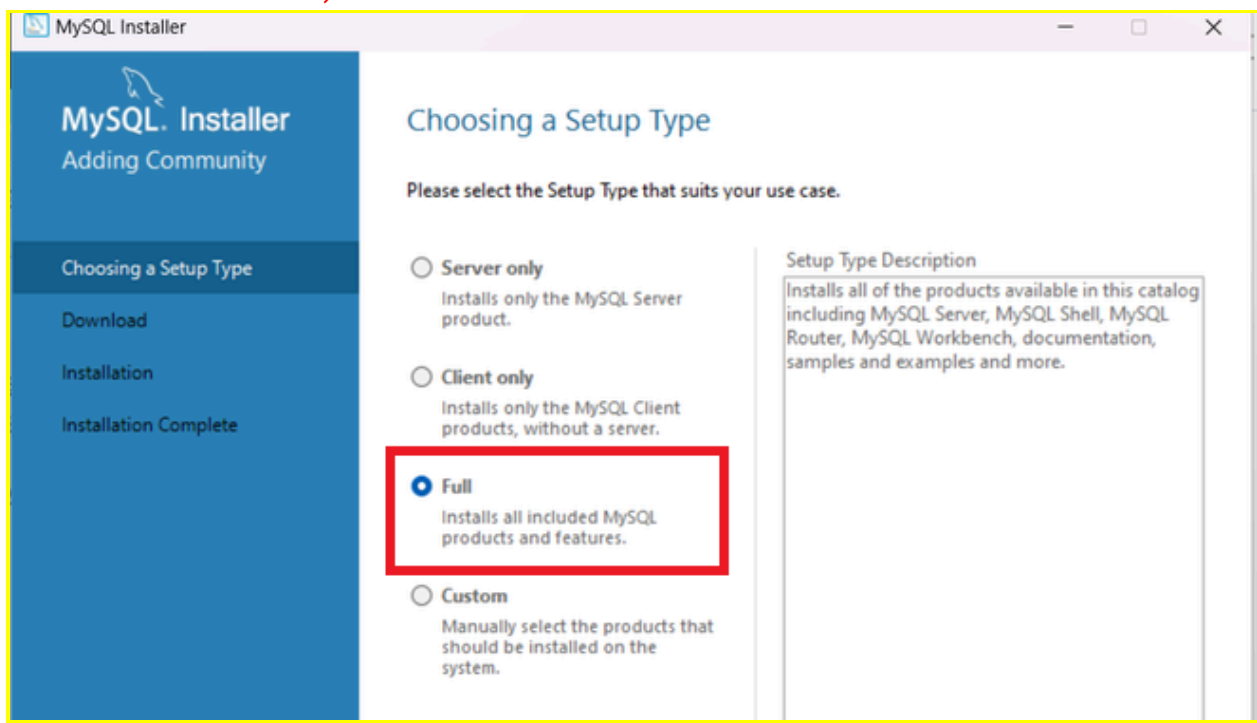 MySQL Installer
MySQL. Installer
Adding Community
Choosing a Setup Type
Download
Installation
Installation Complete
Choosing a Setup Type
Please select the Setup Type that suits your use case.
Server only
Installs only the MySQL Server
product.
Client only
Installs only the MySQL Client
products, without a server.
Full
Installs all included MySQL
products and features.
Custom
Manually select the products that
should be installed on the
system.
Setup Type Description
Installs all of the products available in this catalog
including MySQL Server, MySQL Shell, MySQL
Router, MySQL Workbench, documentation,
samples and examples and more.